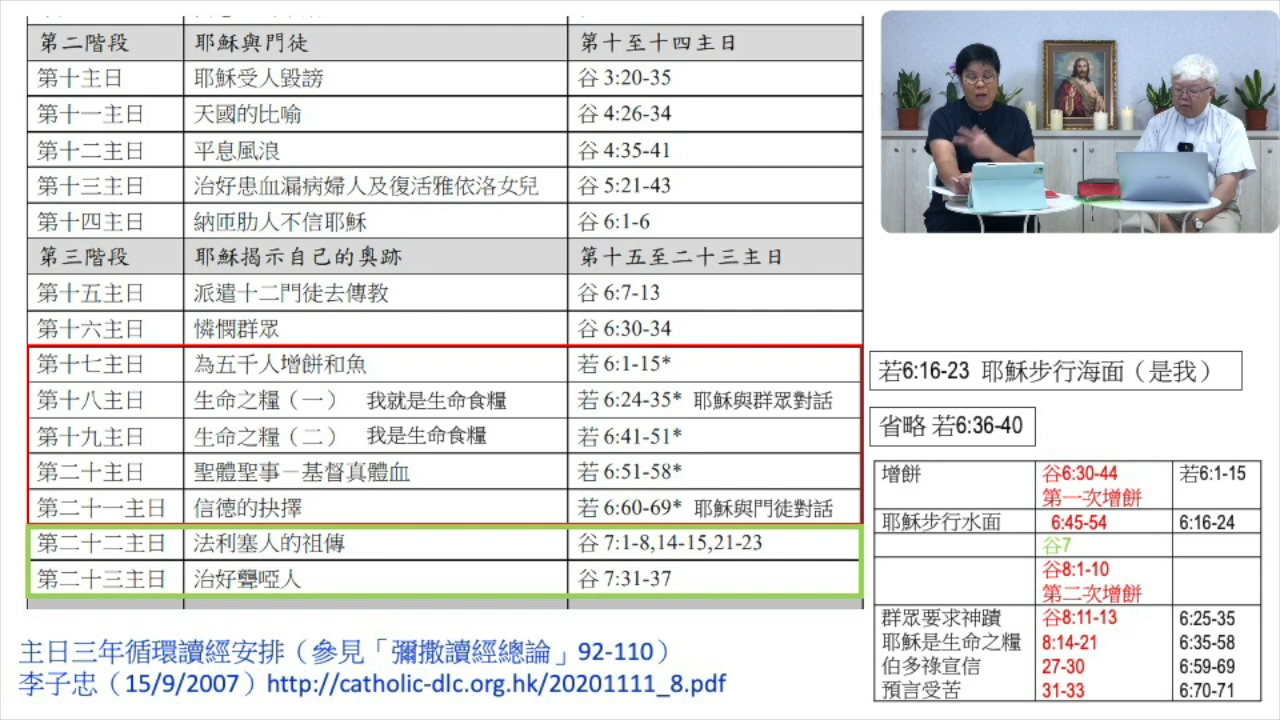 第二階段 耶穌與門徒 第十至十四主日
第十主日 耶穌受人毀謗 谷 3:20-35
第十一主日 天國的比喻 谷 4:26-34
第十二主日 平息風浪 谷 4:35-41
第十三主日 治好患血漏病婦人及復活雅依洛女兒 谷 5:21-43
第十四主日 納匝肋人不信耶穌 谷 6:1-6
第三階段 耶穌揭示自己的奧跡 第十五至二十三主日
第十五主日 派遣十二門徒去傳教 谷 6:7-13
第十六主日 憐憫群眾 谷 6:30-34
第十七主日 為五千人增餅和魚 若 6:1-15*
第十八主日 生命之糧（一） 我就是生命食糧 若 6:24-35* 耶穌與群眾對話
第十九主日 生命之糧（二） 我是生命食糧 若 6:41-51*
第二十主日 聖體聖事－基督真體血 若 6:51-58*
第二十一主日 信德的抉擇 若 6:60-69* 耶穌與門徒對話
第二十二主日 法利塞人的祖傳 谷 7:1-8,14-15,21-23
第二十三主日 治好聾啞人 谷 7:31-37
若6:16-23 耶穌步行海面（是我）
省略 若6:36-40
增餅 谷6:30-44 若6:1-15
第一次增餅
耶穌步行水面 6:45-54 6:16-24
谷7
谷8:1-10
第二次增餅
群眾要求神蹟 谷8:11-13 6:25-35
耶穌是生命之糧 8:14-21 6:35-58
伯多祿宣信 27-30 6:59-69
預言受苦 31-33 6:70-71
主日三年循環讀經安排（參見「彌撒讀經總論」92-110）
李子忠（15/9/2007）http://catholic-dlc.org.hk/20201111_8.pdf